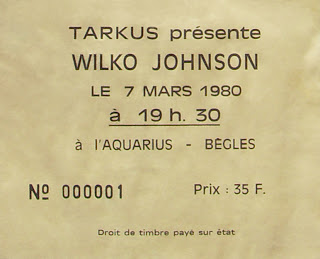 TARKUS présente
WILKO JOHNSON
LE 7 MARS 1980
à 19 h. 30
à l'AQUARIUS - BÈGLES
No 000001 Prix : 35 F.
Droit de timbre payé sur état